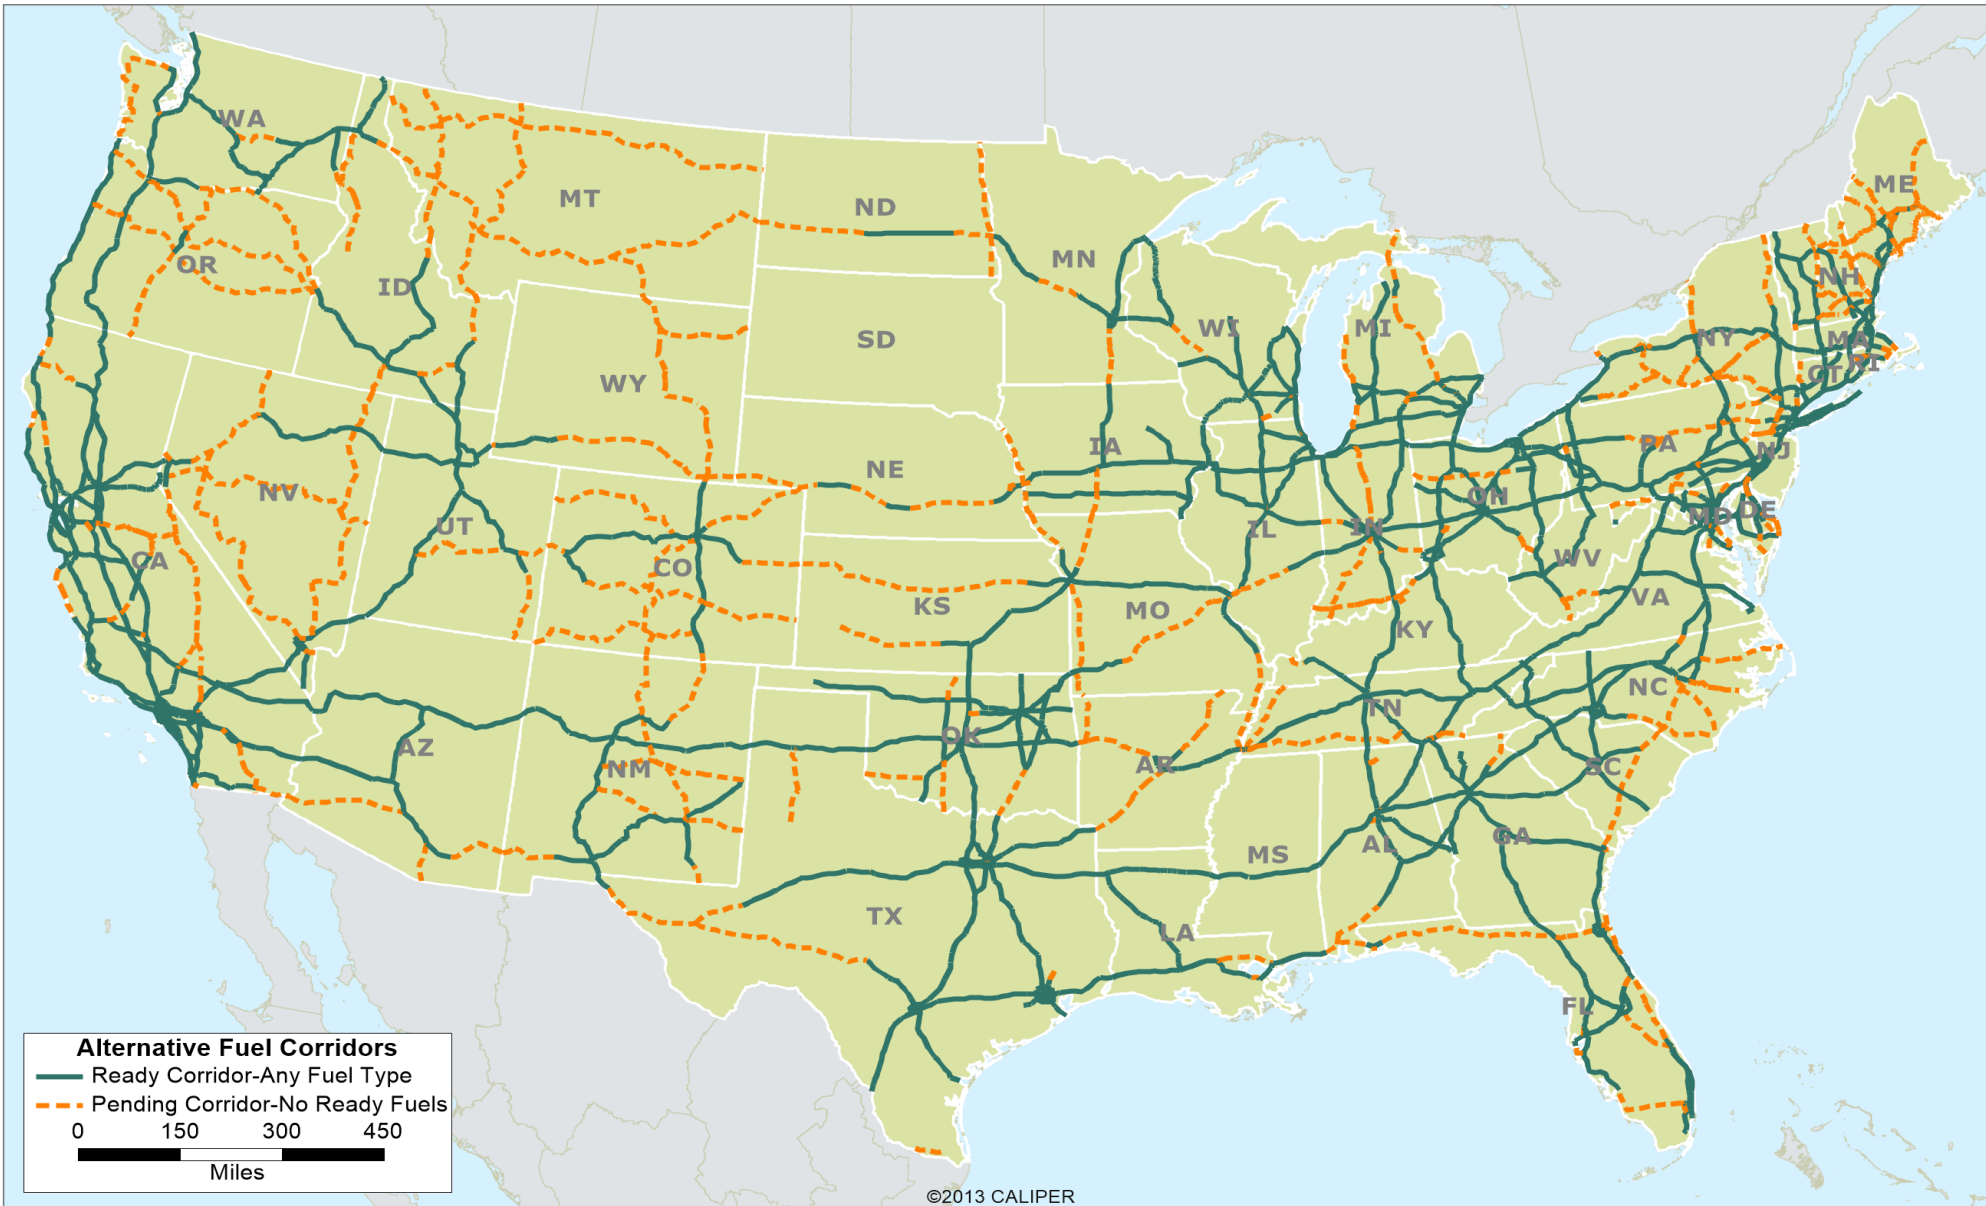 WA
MT
ND
MN
ME
OR
ID
SD
WI
MI
NY
NH
MA
RI
CT
WY
IA
NE
PA
NJ
NV
UT
CO
IL
IN
OH
MD
DE
CA
KS
MO
WV
VA
KY
NC
TN
AZ
NM
OK
AR
SC
MS
AL
GA
TX
LA
FL
Alternative Fuel Corridors
Ready Corridor-Any Fuel Type
Pending Corridor-No Ready Fuels
0 150 300 450
Miles
©2013 CALIPER